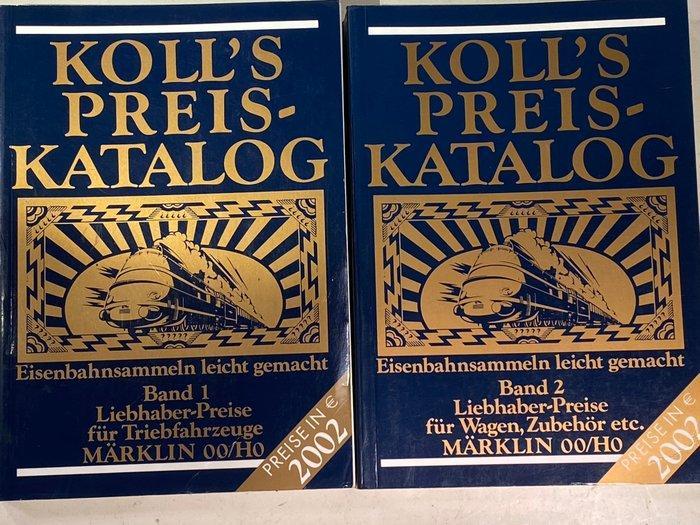 KOLL'S
PREIS-
KATALOG
Eisenbahnsammeln leicht gemacht
Band 1
Liebhaber-Preise
für Triebfahrzeuge
MÄRKLIN 00/H0
PREISE IN €
2002
KOLL'S
PREIS-
KATALOG
Eisenbahnsammeln leicht gemacht
Band 2
Liebhaber-Preise
für Wagen, Zubehör etc.
MÄRKLIN 00/H0
PREISE IN €
2002